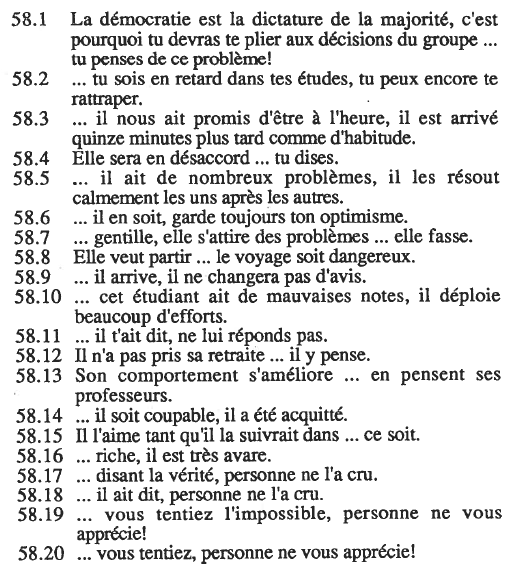 58.1 La démocratie est la dictature de la majorité, c'est
pourquoi tu devras te plier aux décisions du groupe ...
tu penses de ce problème!
58.2 ... tu sois en retard dans tes études, tu peux encore te
rattraper.
58.3 ... il nous ait promis d'être à l'heure, il est arrivé
quinze minutes plus tard comme d'habitude.
58.4 Elle sera en désaccord ... tu dises.
58.5 ... il ait de nombreux problèmes, il les résout
calmement les uns après les autres.
58.6 ... il en soit, garde toujours ton optimisme.
58.7 ... gentille, elle s'attire des problèmes ... elle fasse.
58.8 Elle veut partir ... le voyage soit dangereux.
58.9 ... il arrive, il ne changera pas d'avis.
58.10 ... cet étudiant ait de mauvaises notes, il déploie
beaucoup d'efforts.
58.11 ... il t'ait dit, ne lui réponds pas.
58.12 Il n'a pas pris sa retraite ... il y pense.
58.13 Son comportement s'améliore ... en pensent ses
professeurs.
58.14 ... il soit coupable, il a été acquitté.
58.15 Il l'aime tant qu'il la suivrait dans ... ce soit.
58.16 ... riche, il est très avare.
58.17 ... disant la vérité, personne ne l'a cru.
58.18 ... il ait dit, personne ne l'a cru.
58.19 ... vous tentiez l'impossible, personne ne vous
apprécie!
58.20 ... vous tentiez, personne ne vous apprécie!